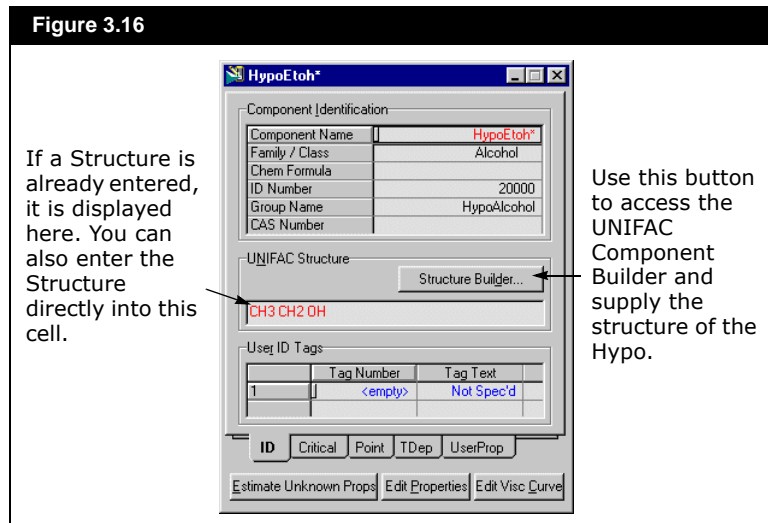 Figure 3.16
HypoEtoh*
Component Identification
Component Name HypoEtoh*
Family / Class Alcohol
Chem Formula
ID Number 20000
Group Name HypoAlcohol
CAS Number
UNIFAC Structure
Structure Builder...
CH3 CH2 OH
User ID Tags
Tag Number Tag Text
1 <empty> Not Spec'd
ID Critical Point TDep UserProp
Estimate Unknown Props Edit Properties Edit Visc Curve
If a Structure is
already entered,
it is displayed
here. You can
also enter the
Structure
directly into this
cell.
Use this button
to access the
UNIFAC
Component
Builder and
supply the
structure of the
Hypo.